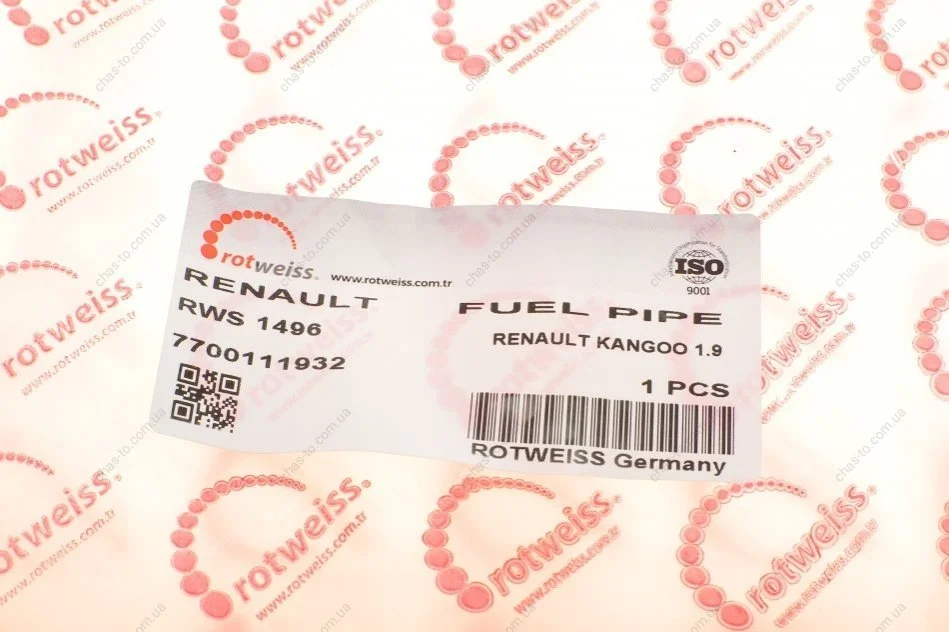 rotweiss.
www.rotweiss.com.tr
RENAULT
RWS 1496
7700111932
ISO
9001
FUEL PIPE
RENAULT KANGOO 1.9
1 PCS
ROTWEISS Germany
rotweiss.
www.rotweiss.com.tr
chas-to.com.ua